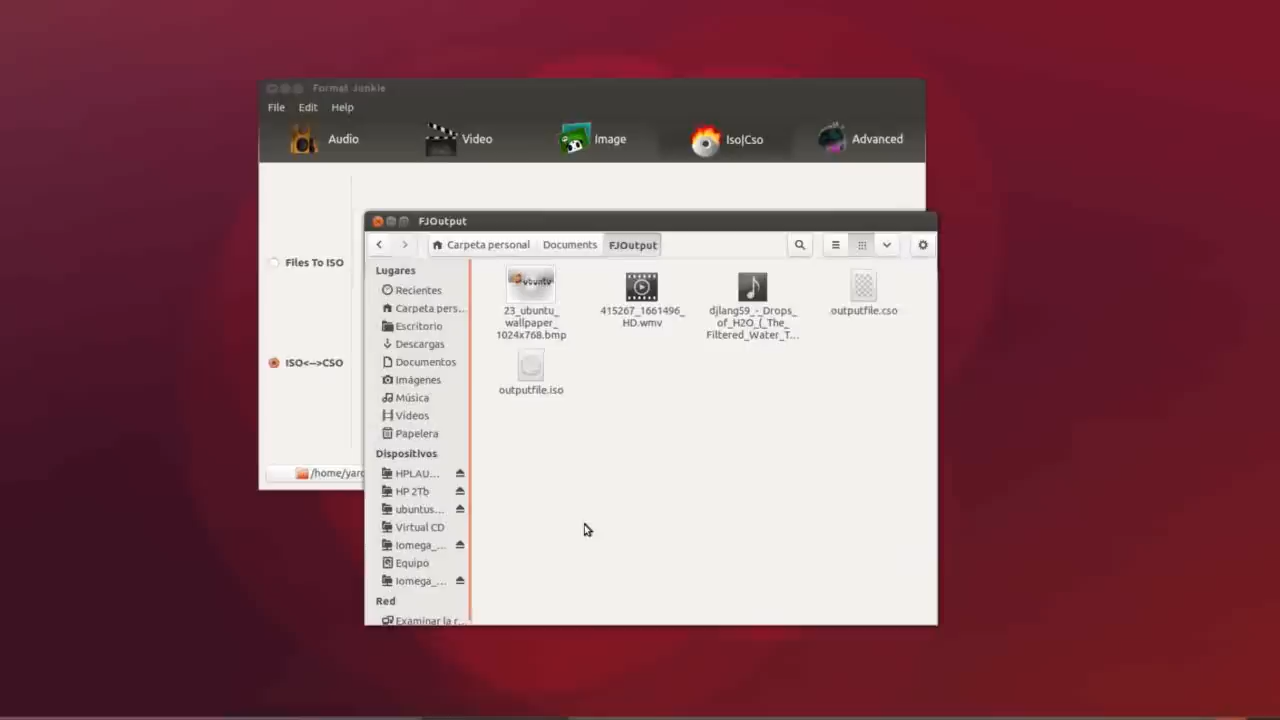 Format Junkie
File Edit Help
Audio Video Image Iso|Cso Advanced
FJOutput
Carpeta personal Documents FJOutput
Files To ISO
ISO<-->CSO
/home/yaro
Lugares
Recientes
Carpeta pers...
Escritorio
Descargas
Documentos
Imágenes
Música
Vídeos
Papelera
Dispositivos
HPLAU...
HP 2Tb
ubuntus...
Virtual CD
Iomega_...
Equipo
Iomega_...
Red
Examinar la r...
ubuntu
23_ubuntu_
wallpaper_
1024x768.bmp
415267_1661496_
HD.wmv
djlang59_-_Drops_
of_H2O_(_The_
Filtered_Water_T...
outputfile.cso
outputfile.iso